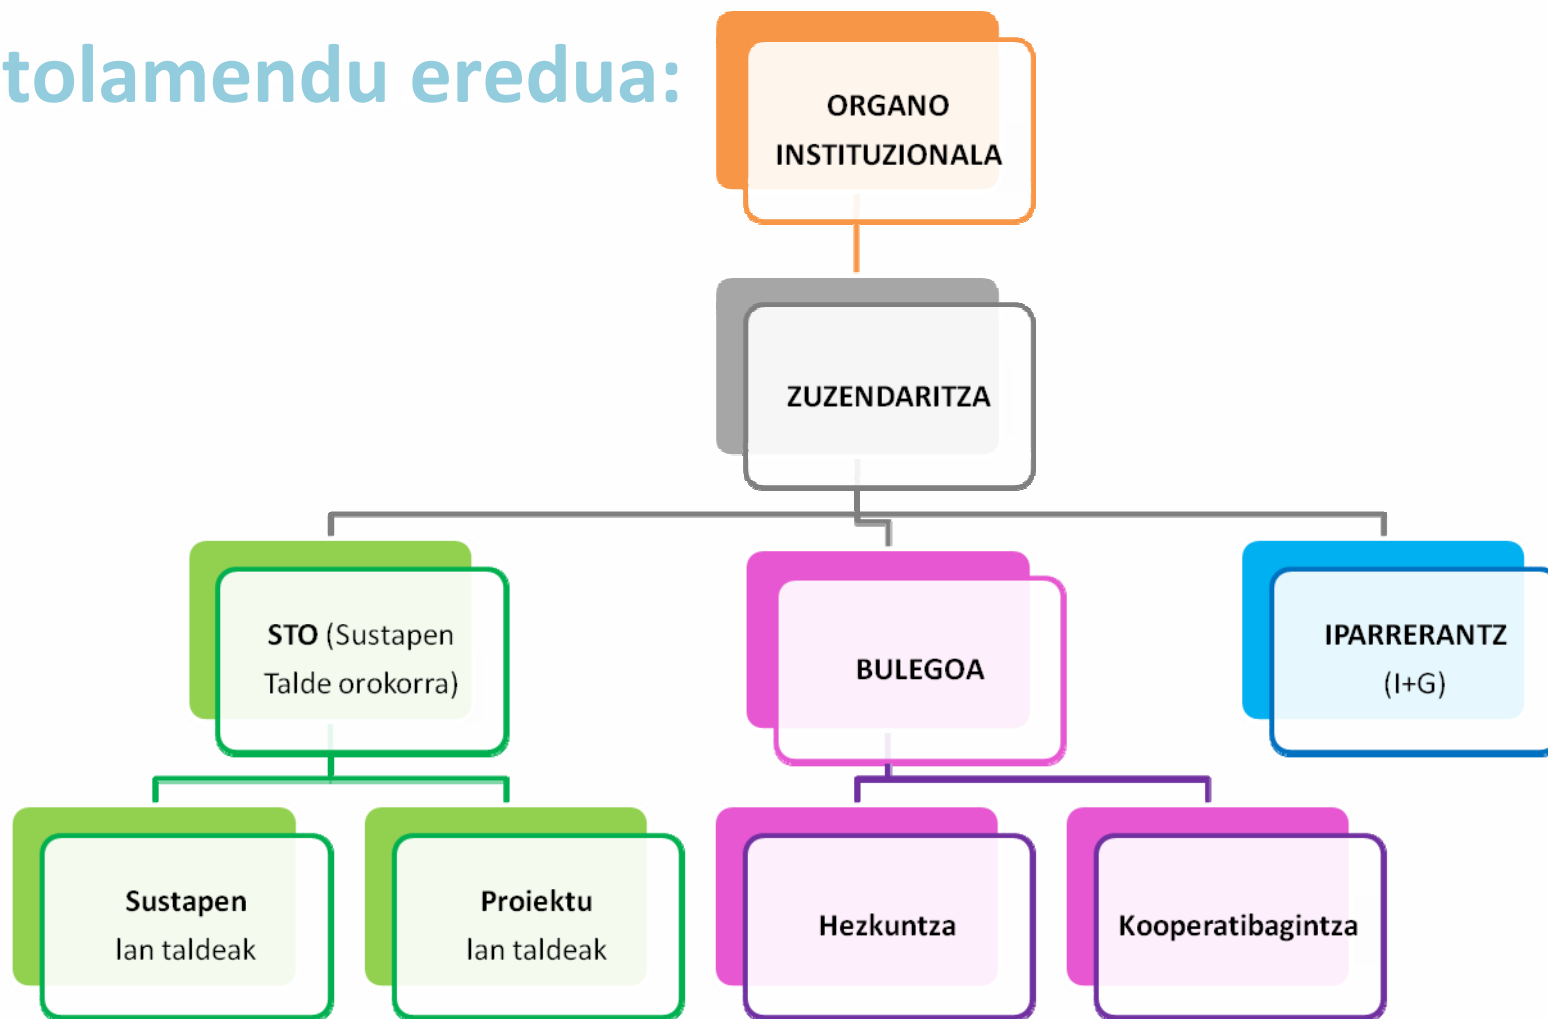 tolamendu eredua:
ORGANO
INSTITUZIONALA
ZUZENDARITZA
STO (Sustapen
Talde orokorra)
BULEGOA
IPARRERANTZ
(I+G)
Sustapen
lan taldeak
Proiektu
lan taldeak
Hezkuntza
Kooperatibagintza